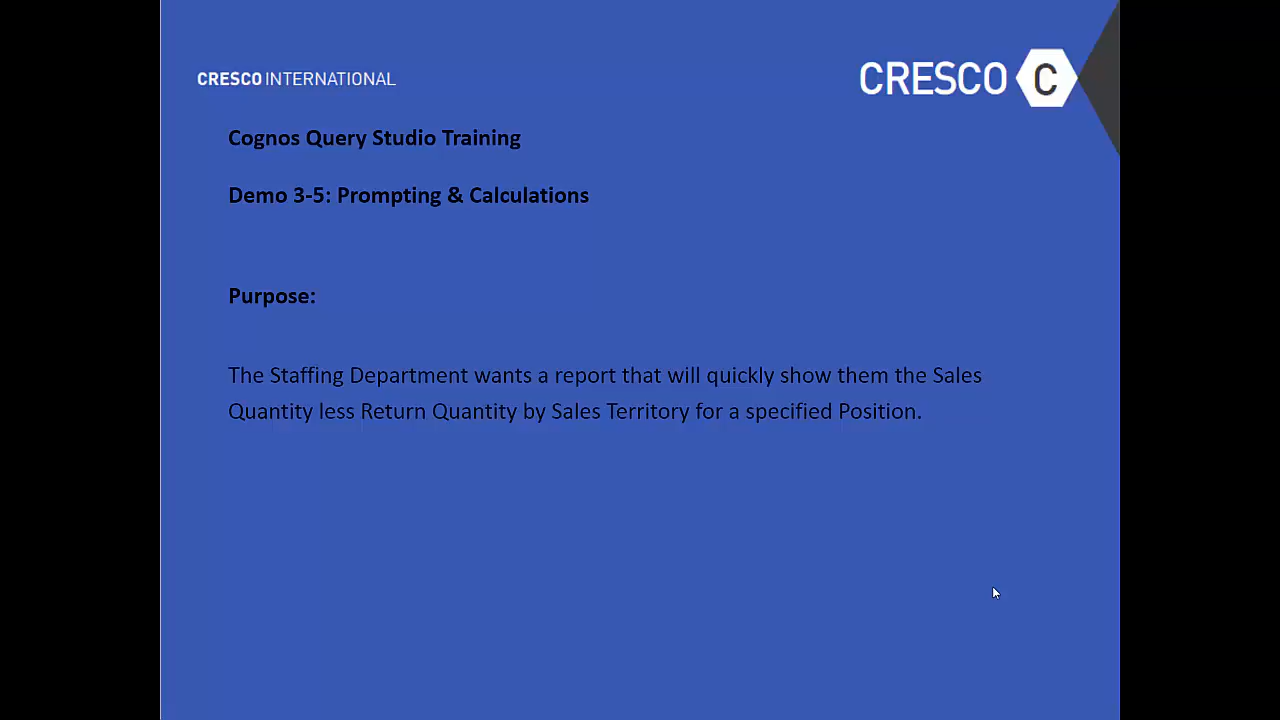 CRESCO INTERNATIONAL
CRESCO C
Cognos Query Studio Training
Demo 3-5: Prompting & Calculations
Purpose:
The Staffing Department wants a report that will quickly show them the Sales
Quantity less Return Quantity by Sales Territory for a specified Position.